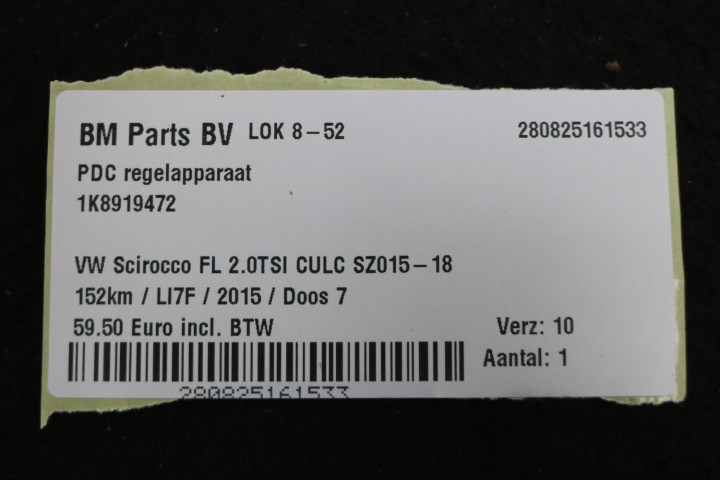 BM Parts BV LOK 8-52 280825161533
PDC regelapparaat
1K8919472
VW Scirocco FL 2.0TSI CULC SZ015-18
152km / LI7F / 2015 / Doos 7
59.50 Euro incl. BTW Verz: 10
Aantal: 1
280825161533